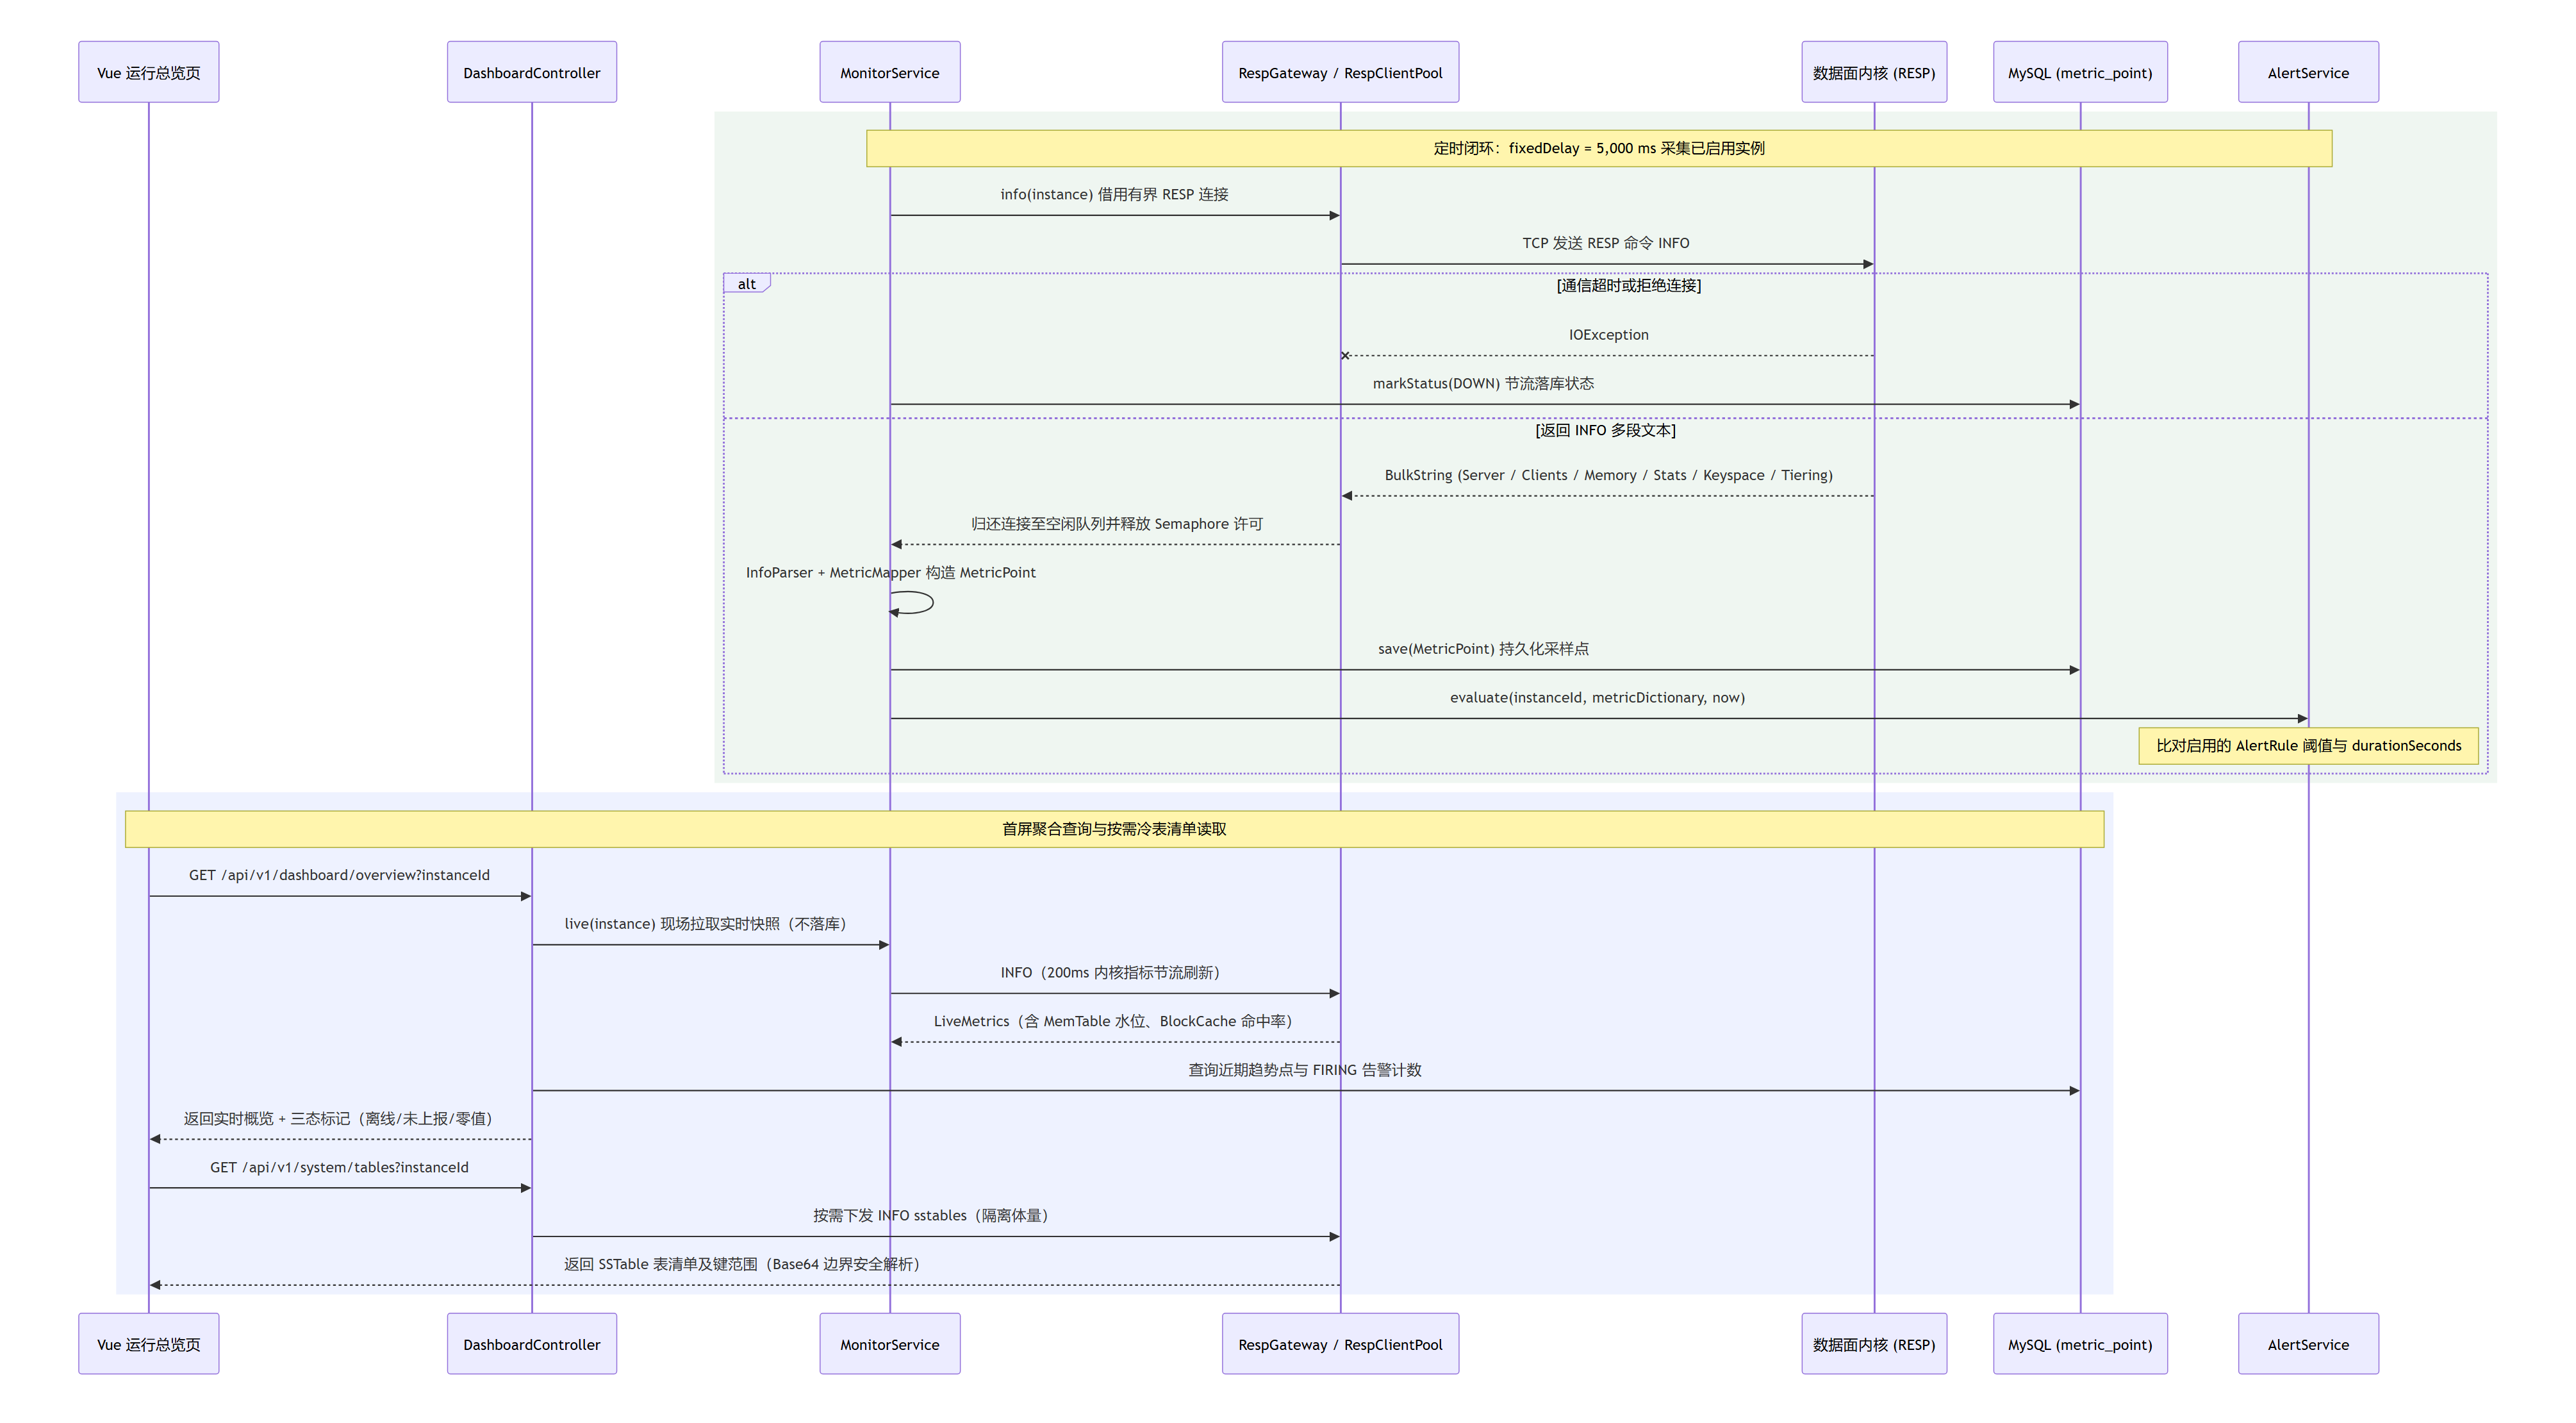 Vue 运行总览页
DashboardController
MonitorService
RespGateway / RespClientPool
数据面内核 (RESP)
MySQL (metric_point)
AlertService
定时闭环：fixedDelay = 5,000 ms 采集已启用实例
info(instance) 借用有界 RESP 连接
TCP 发送 RESP 命令 INFO
alt
[通信超时或拒绝连接]
IOException
markStatus(DOWN) 节流落库状态
[返回 INFO 多段文本]
BulkString (Server / Clients / Memory / Stats / Keyspace / Tiering)
归还连接至空闲队列并释放 Semaphore 许可
InfoParser + MetricMapper 构造 MetricPoint
save(MetricPoint) 持久化采样点
evaluate(instanceId, metricDictionary, now)
比对启用的 AlertRule 阈值与 durationSeconds
首屏聚合查询与按需冷表清单读取
GET /api/v1/dashboard/overview?instanceId
live(instance) 现场拉取实时快照（不落库）
INFO（200ms 内核指标节流刷新）
LiveMetrics（含 MemTable 水位、BlockCache 命中率）
查询近期趋势点与 FIRING 告警计数
返回实时概览 + 三态标记（离线/未上报/零值）
GET /api/v1/system/tables?instanceId
按需下发 INFO sstables（隔离体量）
返回 SSTable 表清单及键范围（Base64 边界安全解析）
Vue 运行总览页
DashboardController
MonitorService
RespGateway / RespClientPool
数据面内核 (RESP)
MySQL (metric_point)
AlertService